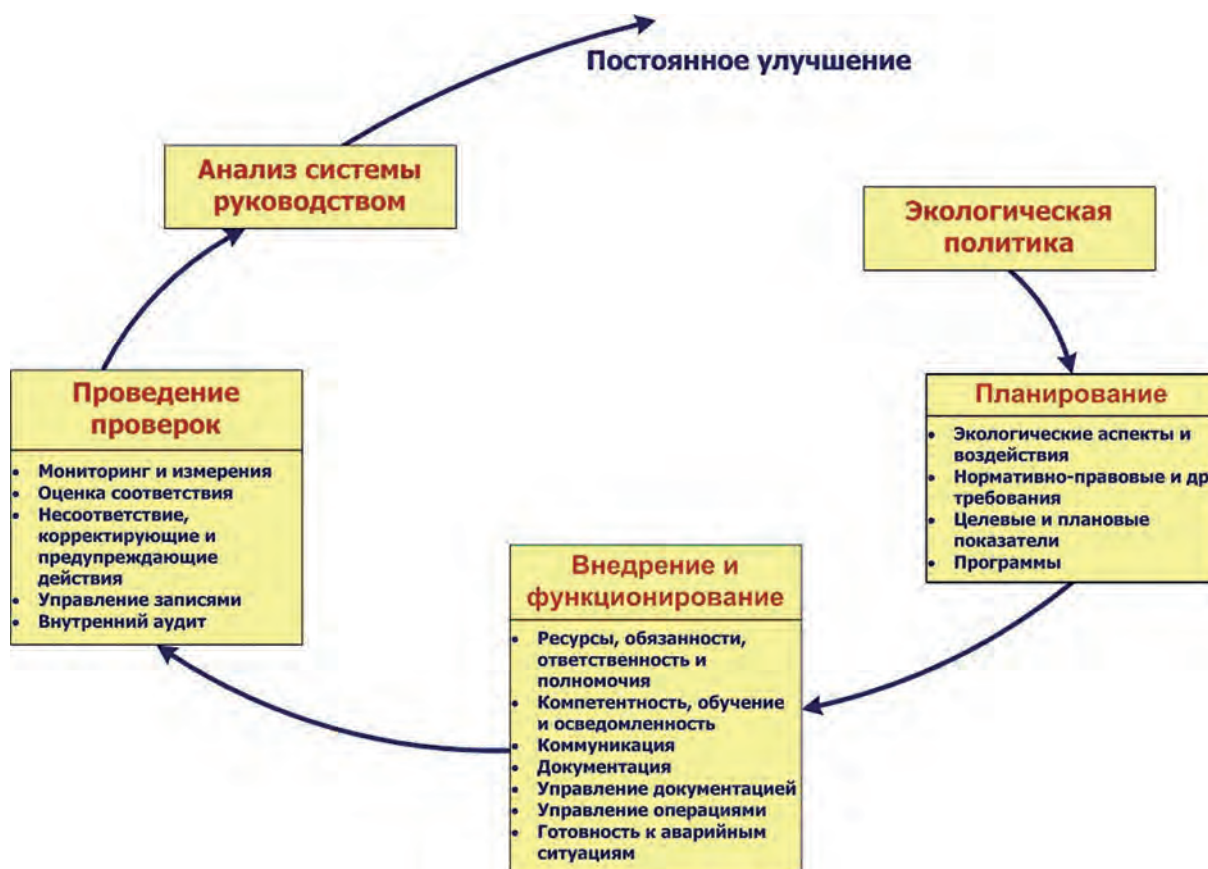 Постоянное улучшение
Анализ системы
руководством
Экологическая
политика
Проведение
проверок
• Мониторинг и измерения
• Оценка соответствия
• Несоответствие,
корректирующие и
предупреждающие
действия
• Управление записями
• Внутренний аудит
Планирование
• Экологические аспекты и
воздействия
• Нормативно-правовые и др
требования
• Целевые и плановые
показатели
• Программы
Внедрение и
функционирование
• Ресурсы, обязанности,
ответственность и
полномочия
• Компетентность, обучение
и осведомленность
• Коммуникация
• Документация
• Управление документацией
• Управление операциями
• Готовность к аварийным
ситуациям